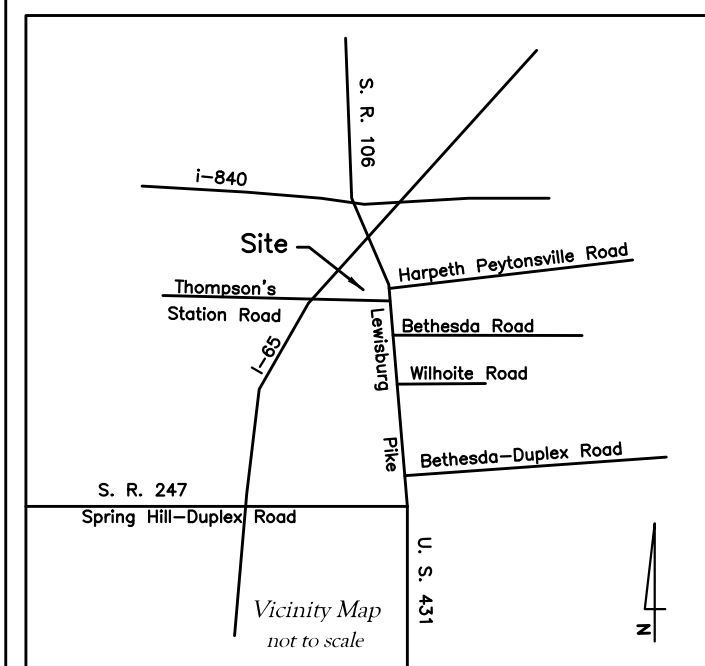 S. R. 106
i-840
Site
Harpeth Peytonsville Road
Thompson's
Station Road
Lewisburg
Pike
Bethesda Road
I-65
Wilhoite Road
Bethesda-Duplex Road
S. R. 247
Spring Hill-Duplex Road
U. S. 431
Vicinity Map
not to scale
N